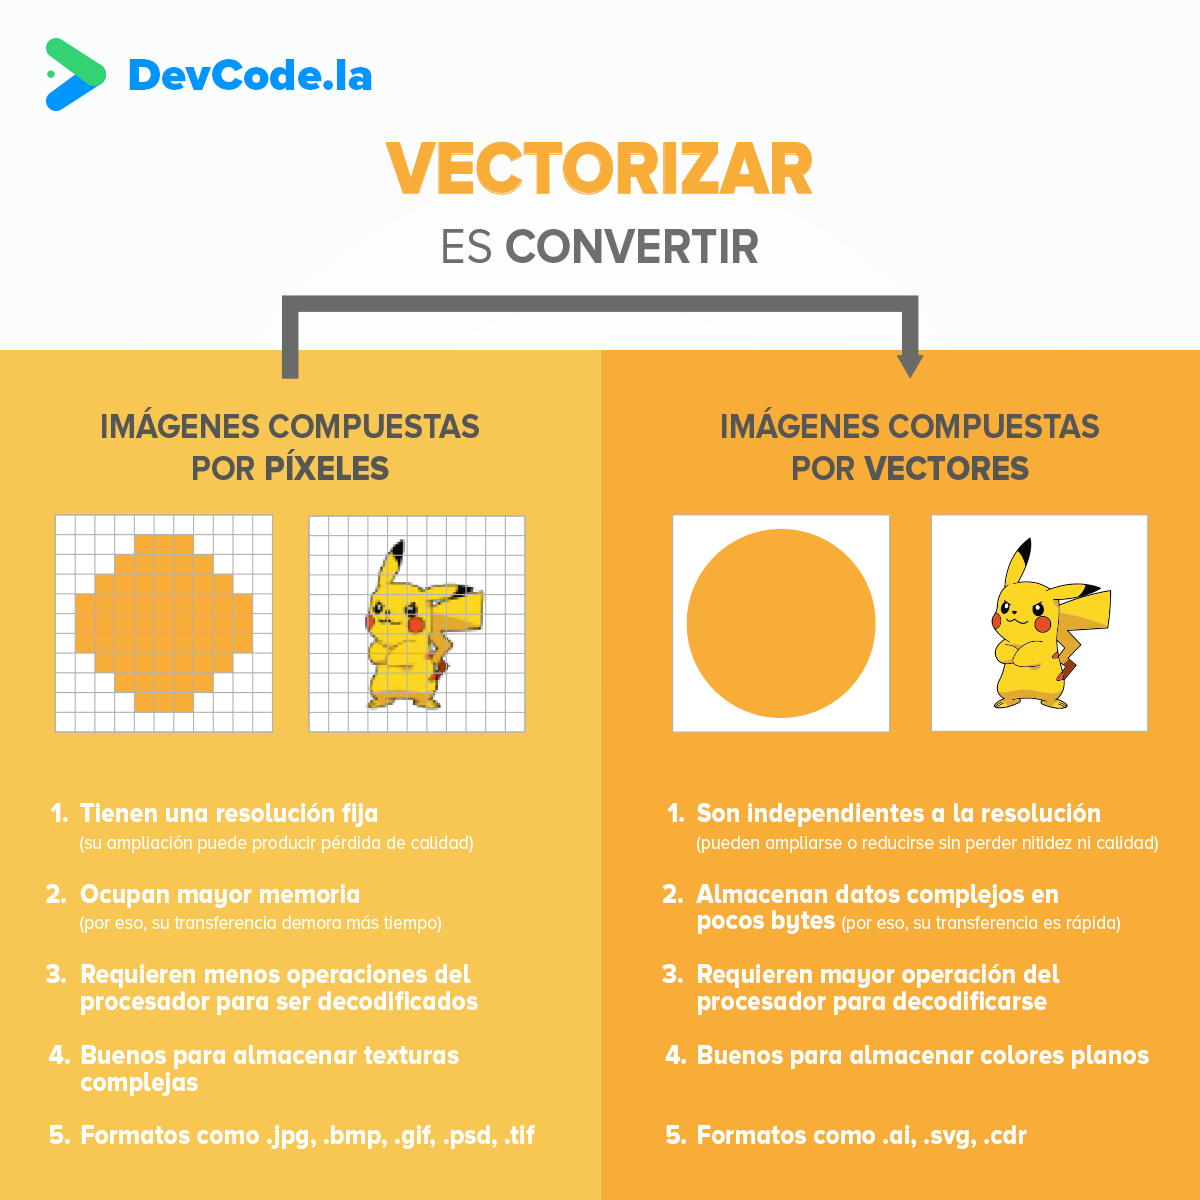 DevCode.la
VECTORIZAR
ES CONVERTIR
IMÁGENES COMPUESTAS
POR PÍXELES
1. Tienen una resolución fija
(su ampliación puede producir pérdida de calidad)
2. Ocupan mayor memoria
(por eso, su transferencia demora más tiempo)
3. Requieren menos operaciones del
procesador para ser decodificados
4. Buenos para almacenar texturas
complejas
5. Formatos como .jpg, .bmp, .gif, .psd, .tif
IMÁGENES COMPUESTAS
POR VECTORES
1. Son independientes a la resolución
(pueden ampliarse o reducirse sin perder nitidez ni calidad)
2. Almacenan datos complejos en
pocos bytes (por eso, su transferencia es rápida)
3. Requieren mayor operación del
procesador para decodificarse
4. Buenos para almacenar colores planos
5. Formatos como .ai, .svg, .cdr